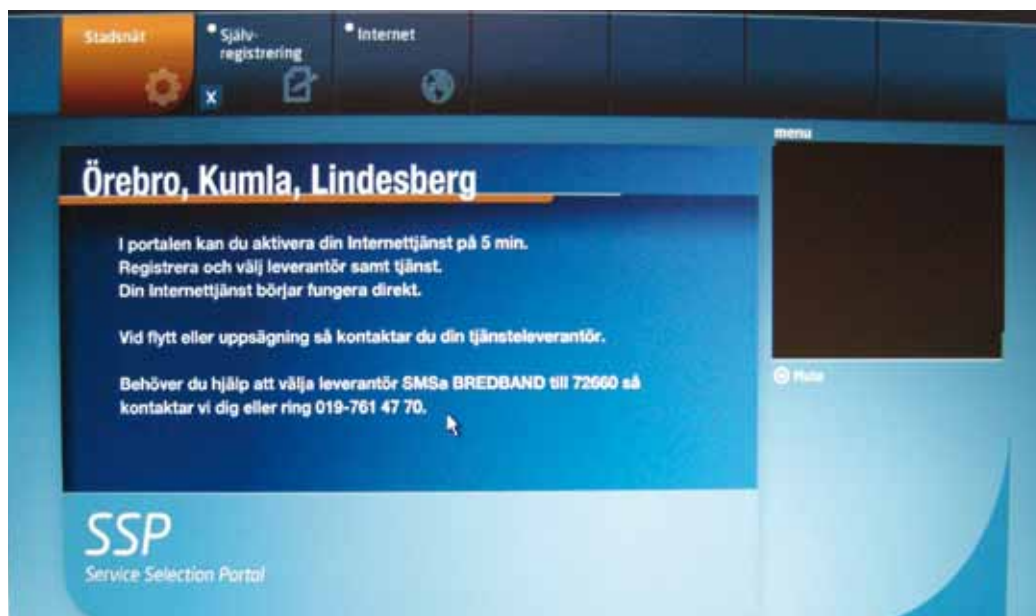 Stadsnät
Själv-
registrering
Internet
X
menu
Örebro, Kumla, Lindesberg
I portalen kan du aktivera din Internettjänst på 5 min.
Registrera och välj leverantör samt tjänst.
Din Internettjänst börjar fungera direkt.
Vid flytt eller uppsägning så kontaktar du din tjänsteleverantör.
Behöver du hjälp att välja leverantör SMSa BREDBAND till 72660 så
kontaktar vi dig eller ring 019-761 47 70.
Mute
SSP
Service Selection Portal